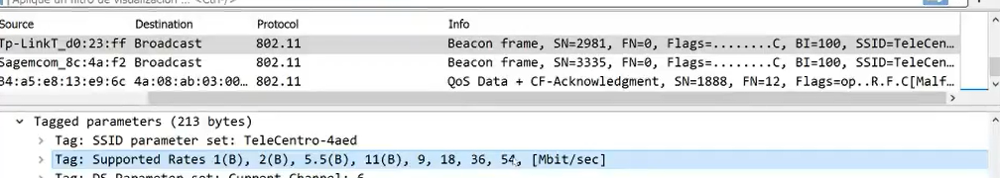 Aplique un filtro de visualización ... <Ctrl-/>
Source Destination Protocol Info
Tp-LinkT_d0:23:ff Broadcast 802.11 Beacon frame, SN=2981, FN=0, Flags=........C, BI=100, SSID=TeleCen…
Sagemcom_8c:4a:f2 Broadcast 802.11 Beacon frame, SN=3335, FN=0, Flags=........C, BI=100, SSID=TeleCen…
34:a5:e8:13:e9:6c 4a:08:ab:03:00… 802.11 QoS Data + CF-Acknowledgment, SN=1888, FN=12, Flags=op..R.F.C[Malf…
Tagged parameters (213 bytes)
Tag: SSID parameter set: TeleCentro-4aed
Tag: Supported Rates 1(B), 2(B), 5.5(B), 11(B), 9, 18, 36, 54, [Mbit/sec]
Tag: DS Parameter set: Current Channel: 6